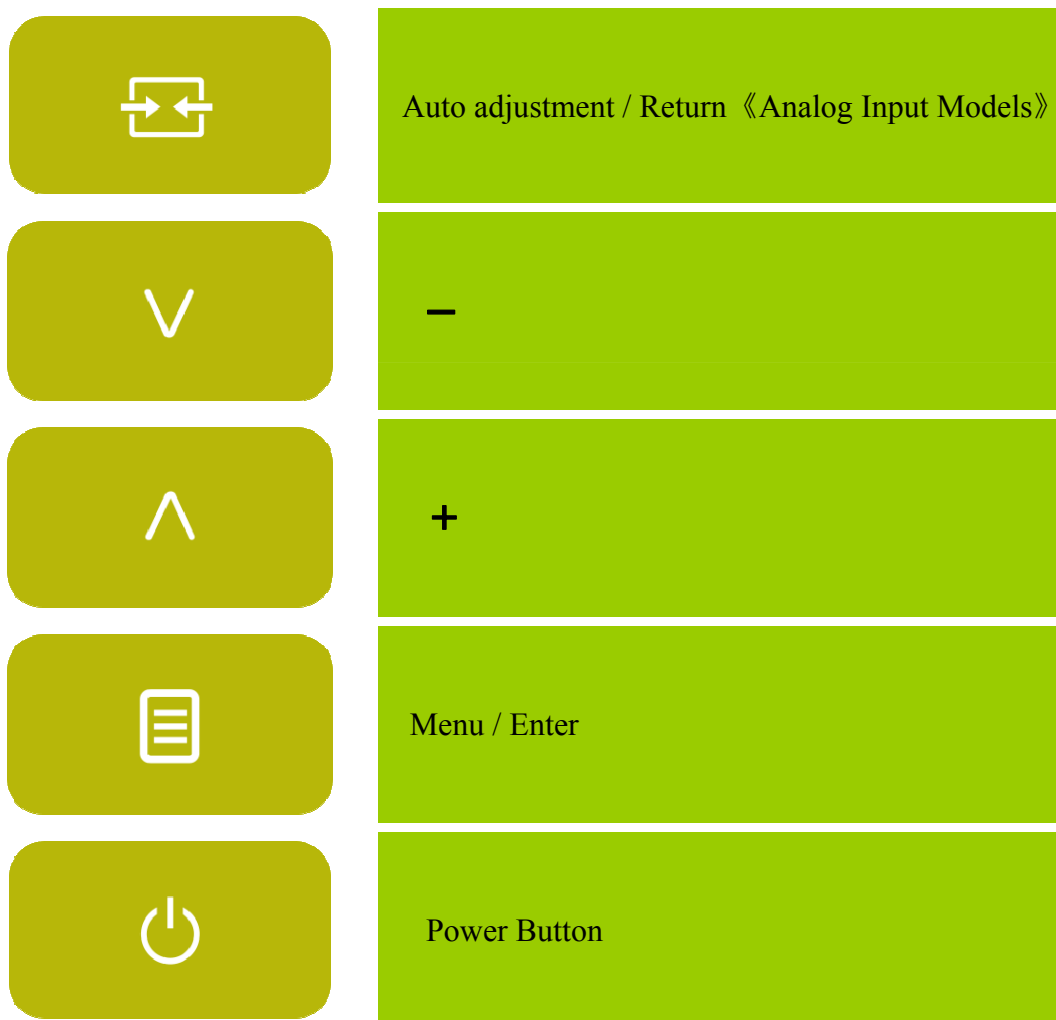 Auto adjustment / Return《Analog Input Models》
－
＋
Menu / Enter
Power Button